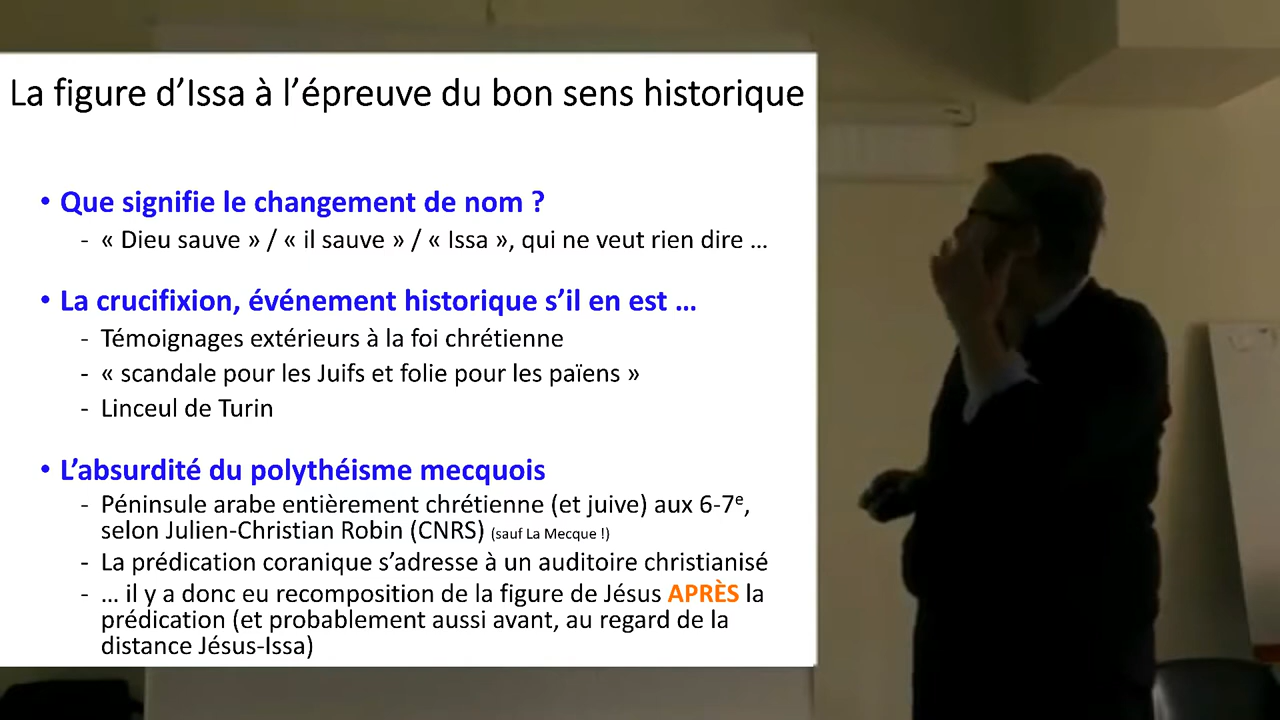 La figure d’Issa à l’épreuve du bon sens historique
• Que signifie le changement de nom ?
- « Dieu sauve » / « il sauve » / « Issa », qui ne veut rien dire …
• La crucifixion, événement historique s’il en est …
- Témoignages extérieurs à la foi chrétienne
- « scandale pour les Juifs et folie pour les païens »
- Linceul de Turin
• L’absurdité du polythéisme mecquois
- Péninsule arabe entièrement chrétienne (et juive) aux 6-7e,
selon Julien-Christian Robin (CNRS) (sauf La Mecque !)
- La prédication coranique s’adresse à un auditoire christianisé
- … il y a donc eu recomposition de la figure de Jésus APRÈS la
prédication (et probablement aussi avant, au regard de la
distance Jésus-Issa)